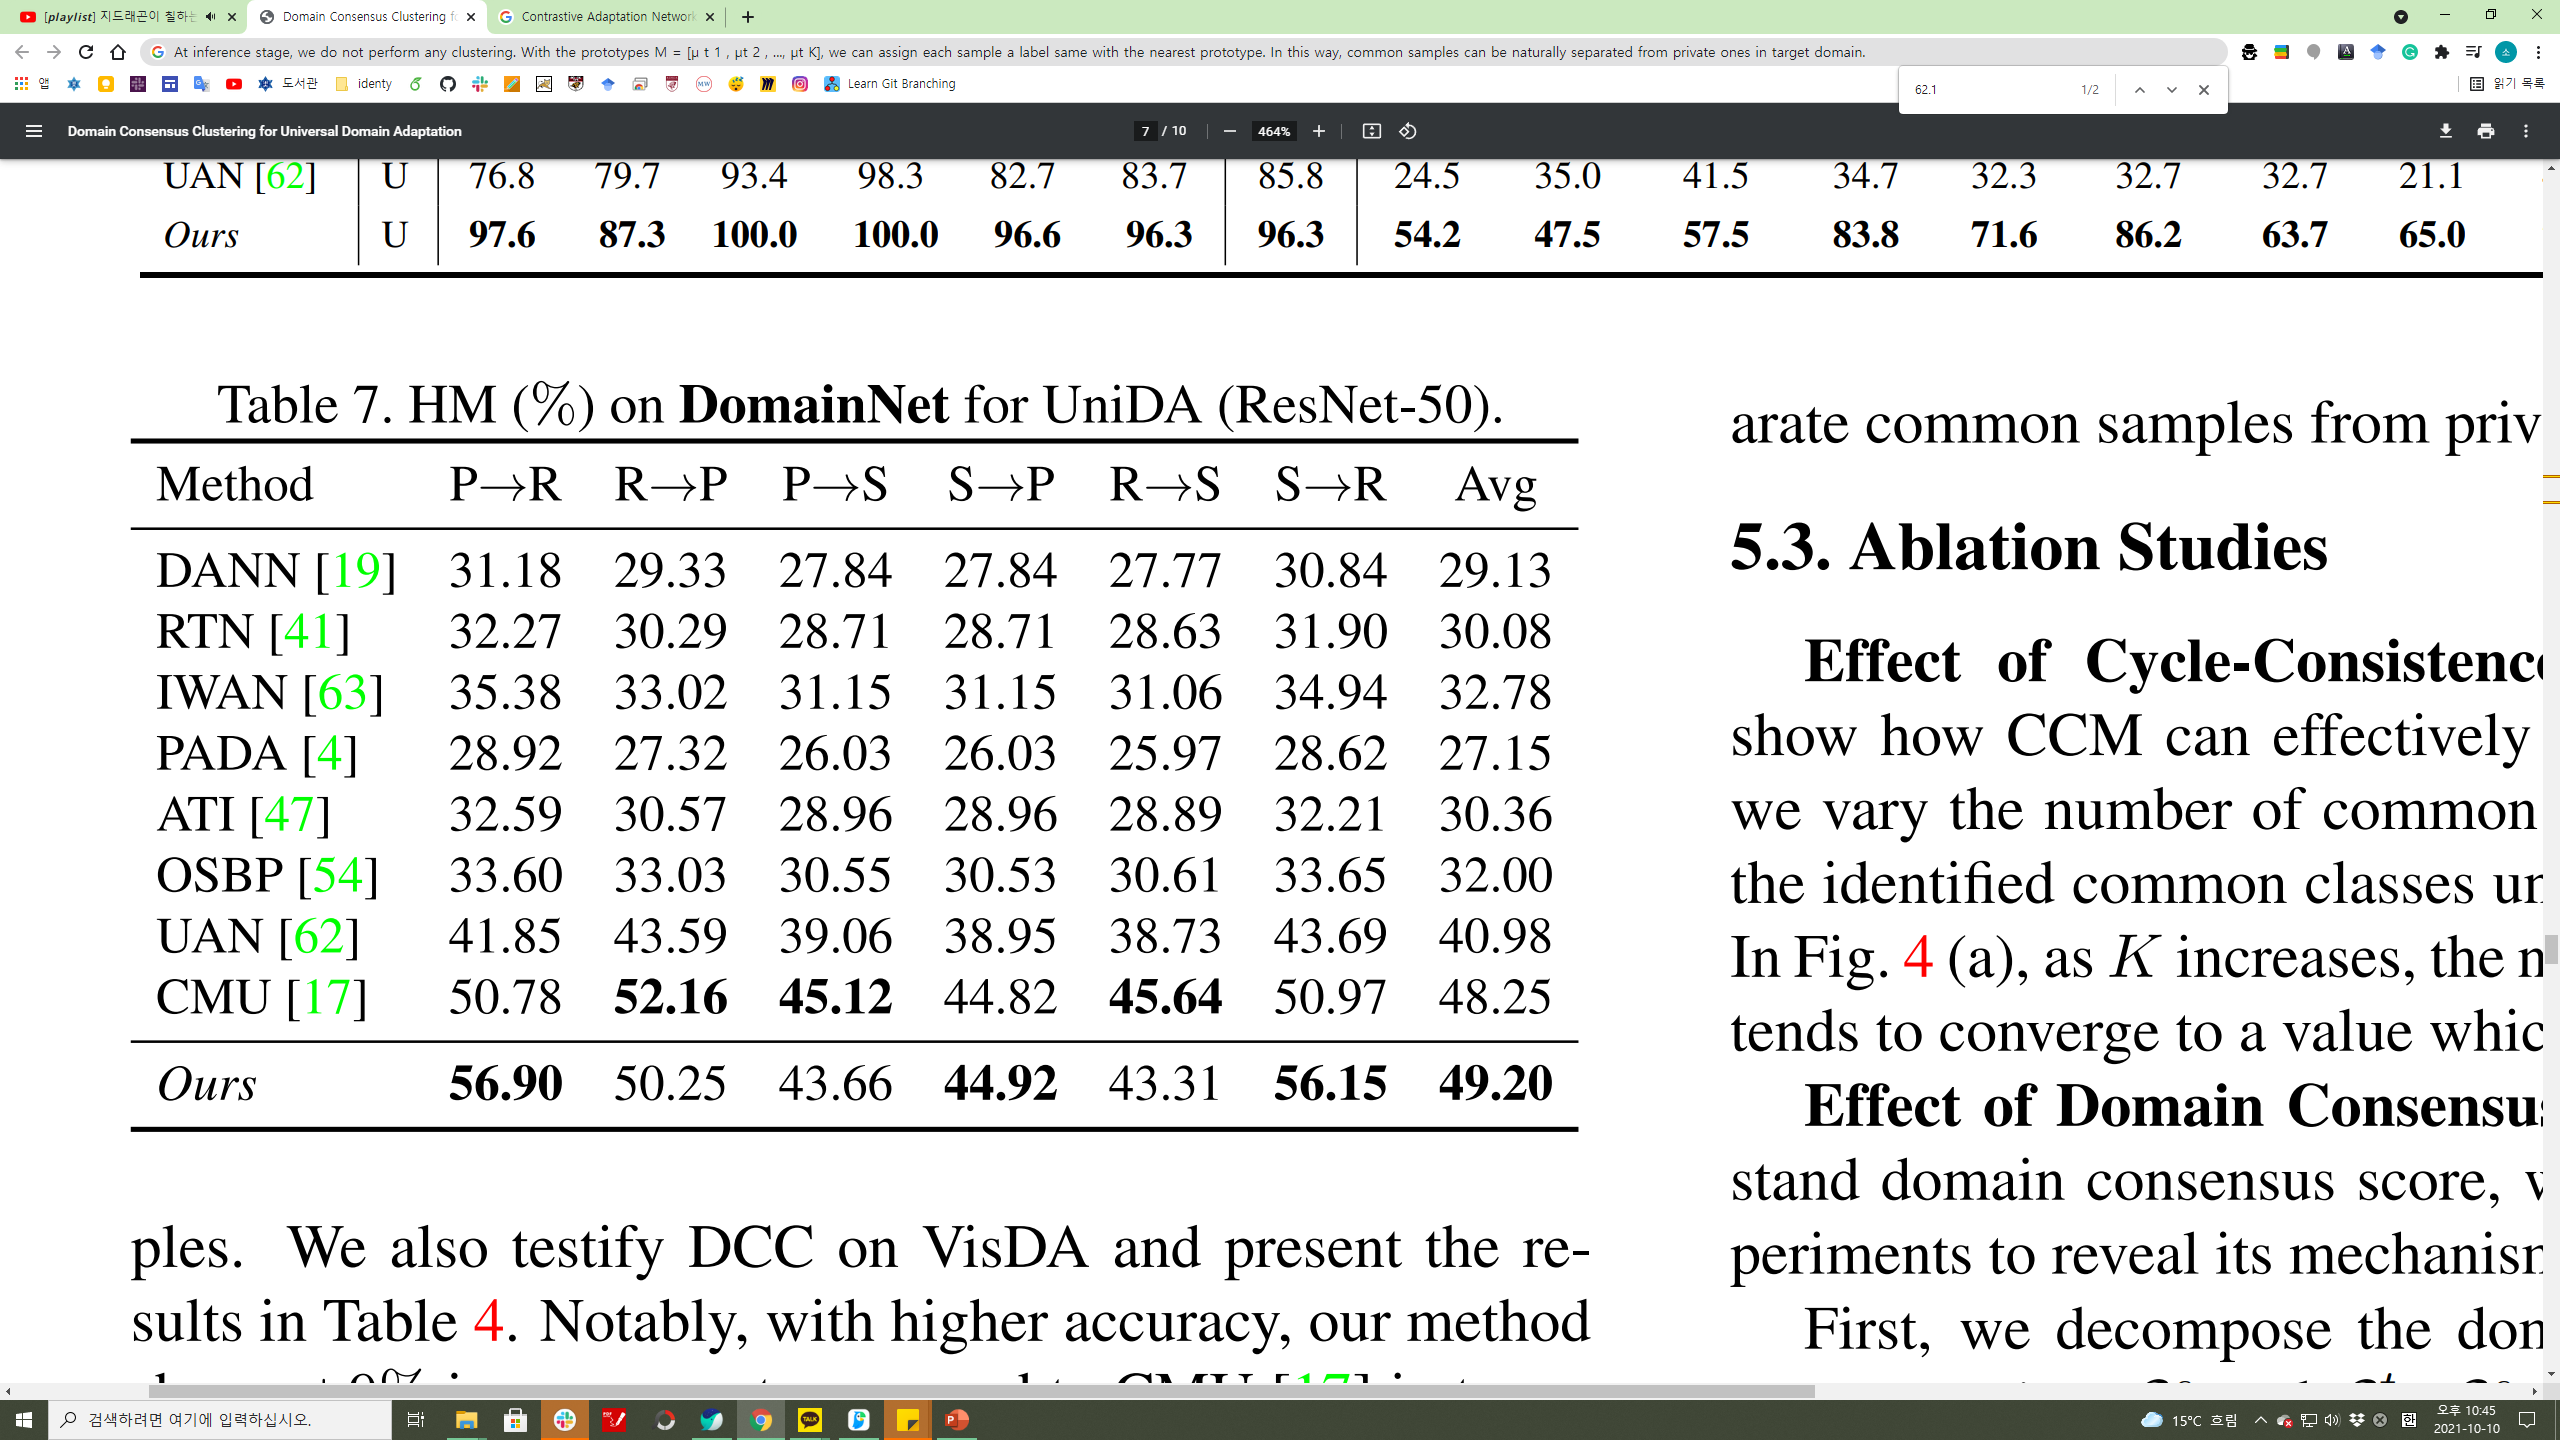 [playlist] 지드래곤이 칠하는
Domain Consensus Clustering fo
Contrastive Adaptation Network
At inference stage, we do not perform any clustering. With the prototypes M = [μ t 1 , μt 2 , ..., μt K], we can assign each sample a label same with the nearest prototype. In this way, common samples can be naturally separated from private ones in target domain.
앱 도서관 identy Learn Git Branching 읽기 목록
62.1 1/2
Domain Consensus Clustering for Universal Domain Adaptation 7 / 10 464%
UAN [62] U 76.8 79.7 93.4 98.3 82.7 83.7 85.8 24.5 35.0 41.5 34.7 32.3 32.7 32.7 21.1
Ours U 97.6 87.3 100.0 100.0 96.6 96.3 96.3 54.2 47.5 57.5 83.8 71.6 86.2 63.7 65.0
Table 7. HM (%) on DomainNet for UniDA (ResNet-50).
Method P→R R→P P→S S→P R→S S→R Avg
DANN [19] 31.18 29.33 27.84 27.84 27.77 30.84 29.13
RTN [41] 32.27 30.29 28.71 28.71 28.63 31.90 30.08
IWAN [63] 35.38 33.02 31.15 31.15 31.06 34.94 32.78
PADA [4] 28.92 27.32 26.03 26.03 25.97 28.62 27.15
ATI [47] 32.59 30.57 28.96 28.96 28.89 32.21 30.36
OSBP [54] 33.60 33.03 30.55 30.53 30.61 33.65 32.00
UAN [62] 41.85 43.59 39.06 38.95 38.73 43.69 40.98
CMU [17] 50.78 52.16 45.12 44.82 45.64 50.97 48.25
Ours 56.90 50.25 43.66 44.92 43.31 56.15 49.20
ples. We also testify DCC on VisDA and present the re-
sults in Table 4. Notably, with higher accuracy, our method
arate common samples from priv
5.3. Ablation Studies
Effect of Cycle-Consistence
show how CCM can effectively
we vary the number of common
the identified common classes un
In Fig. 4 (a), as K increases, the n
tends to converge to a value whic
Effect of Domain Consensus
stand domain consensus score, w
periments to reveal its mechanism
First, we decompose the dom
검색하려면 여기에 입력하십시오.
15°C 흐림
오후 10:45
2021-10-10